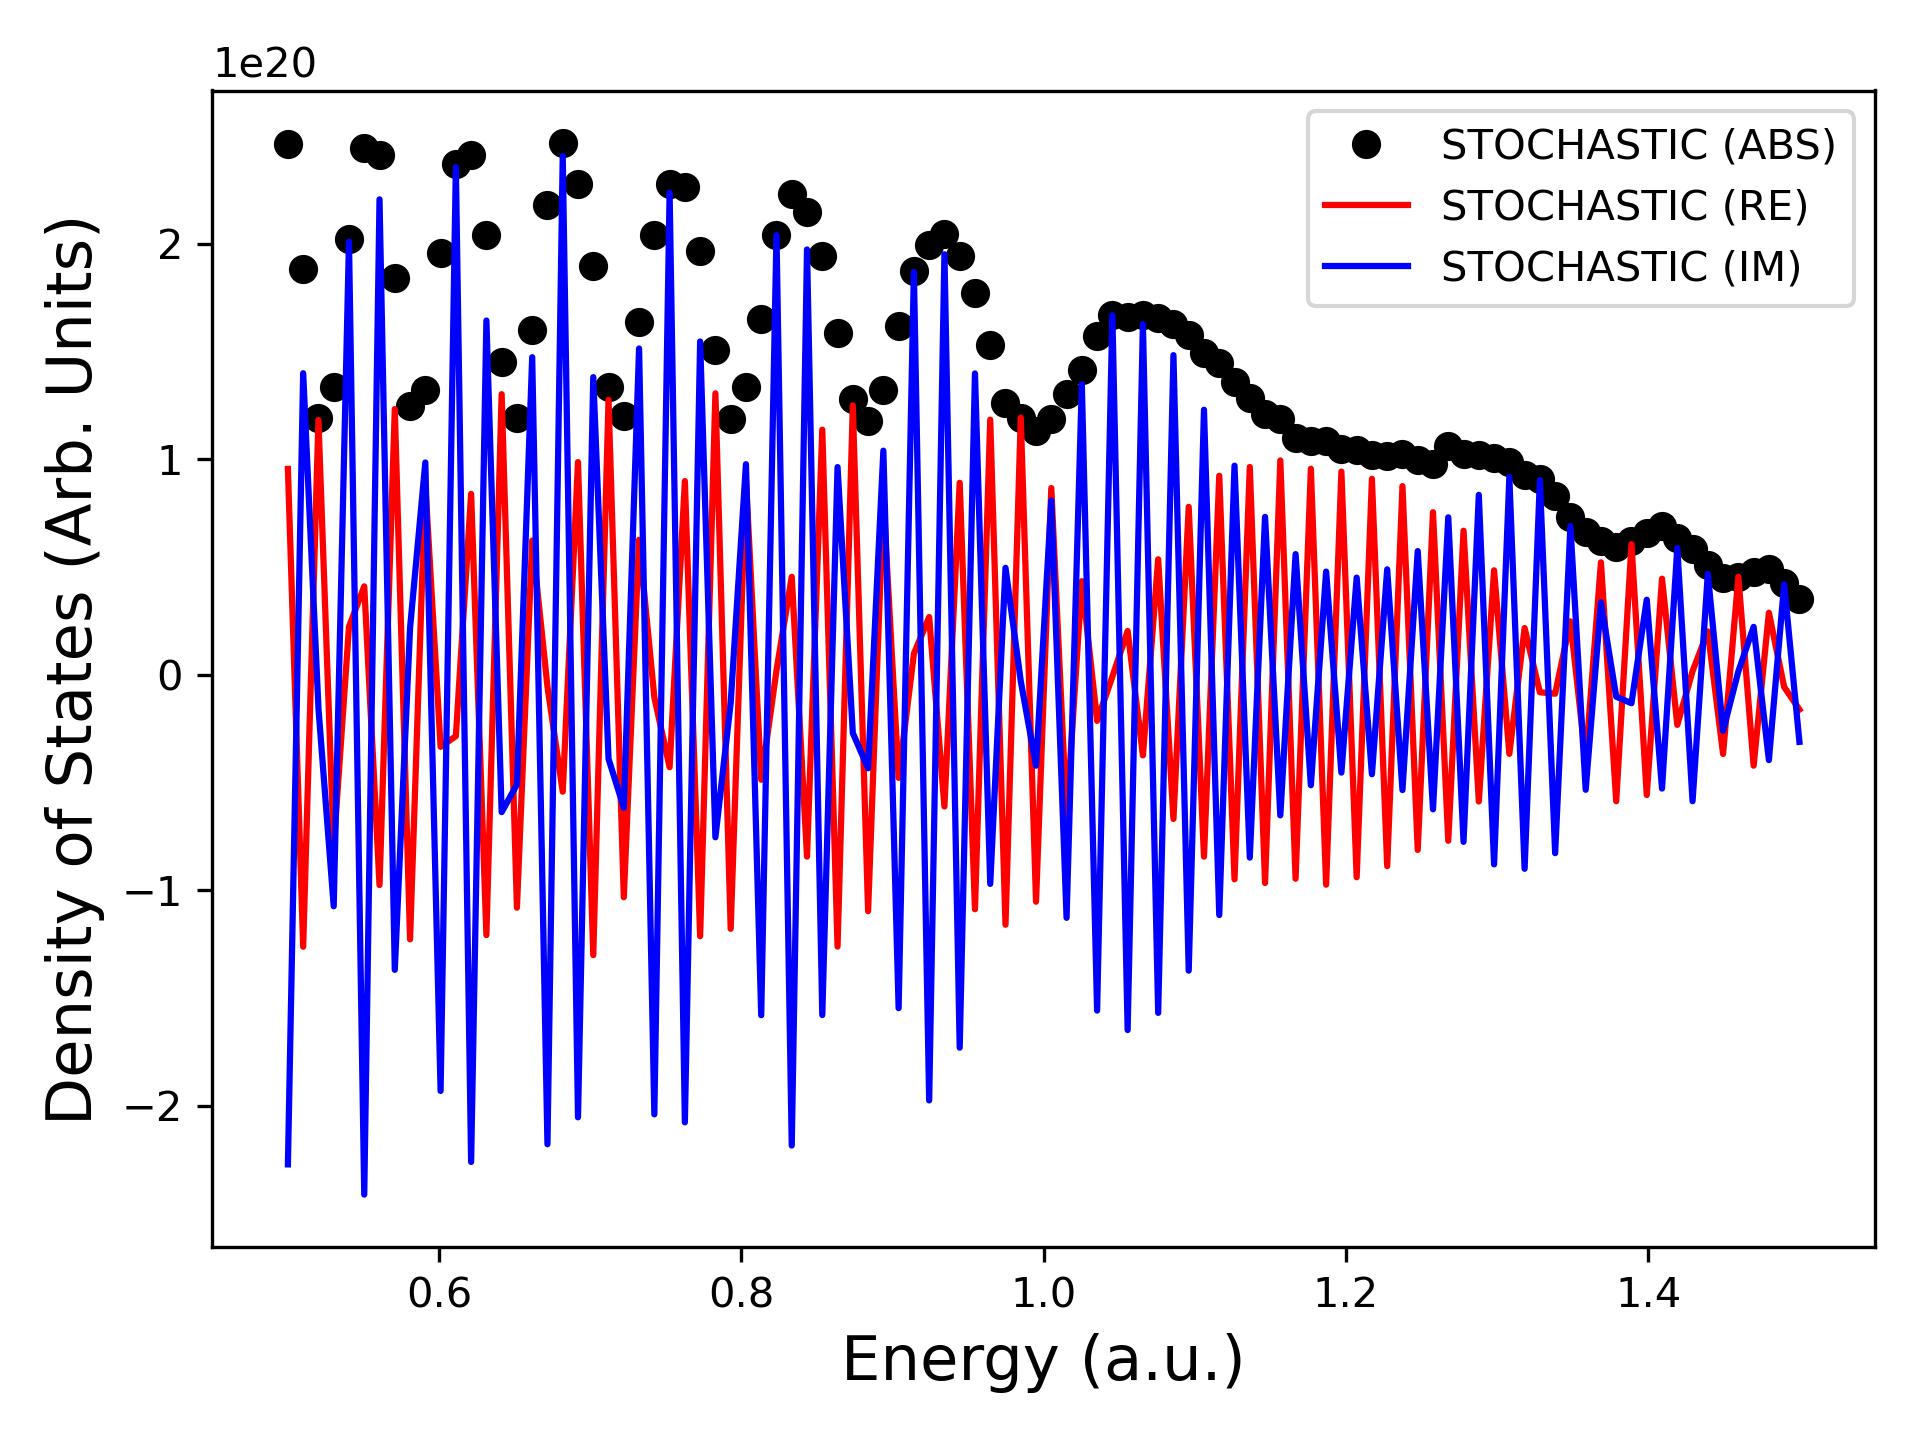 1e20
STOCHASTIC (ABS)
STOCHASTIC (RE)
STOCHASTIC (IM)
Density of States (Arb. Units)
2
1
0
−1
−2
0.6 0.8 1.0 1.2 1.4
Energy (a.u.)